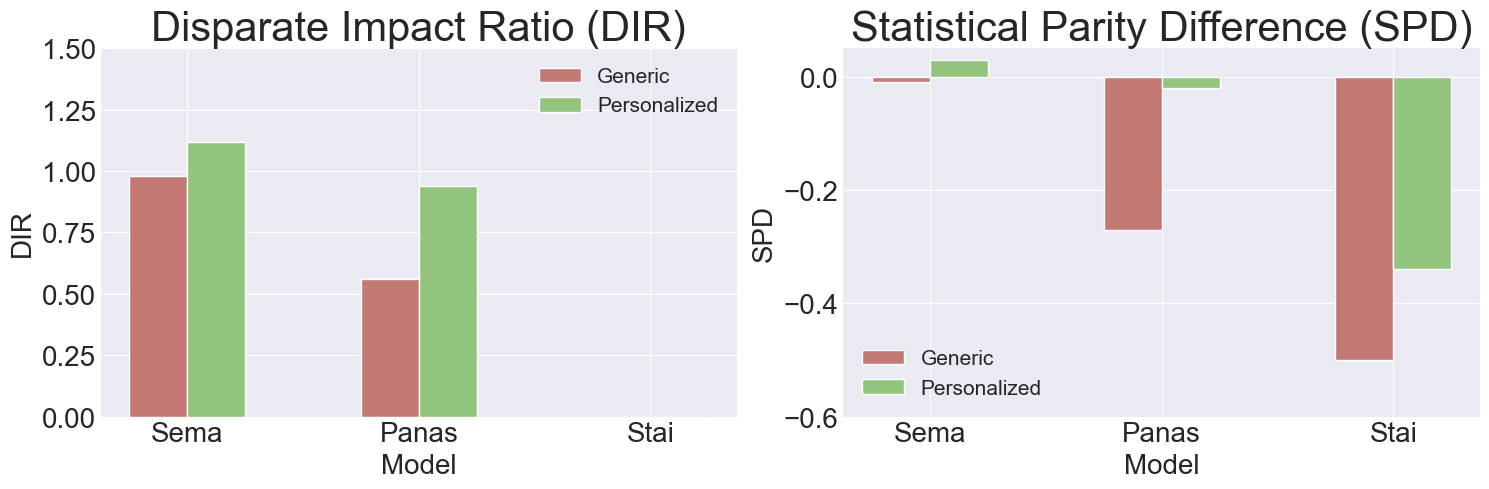 Disparate Impact Ratio (DIR)
1.50
1.25
1.00
0.75
0.50
0.25
0.00
DIR
Generic
Personalized
Sema
Panas
Stai
Model
Statistical Parity Difference (SPD)
0.0
−0.2
−0.4
−0.6
SPD
Generic
Personalized
Sema
Panas
Stai
Model